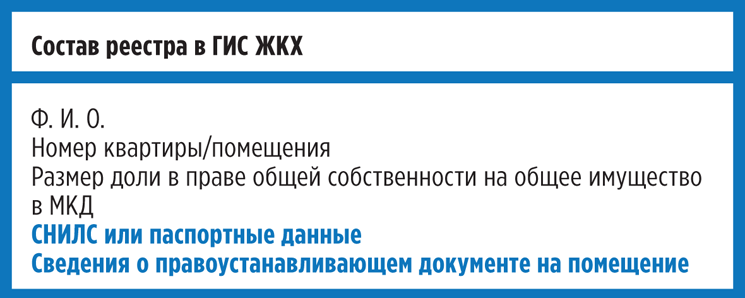 Состав реестра в ГИС ЖКХ
Ф. И. О.
Номер квартиры/помещения
Размер доли в праве общей собственности на общее имущество
в МКД
СНИЛС или паспортные данные
Сведения о правоустанавливающем документе на помещение